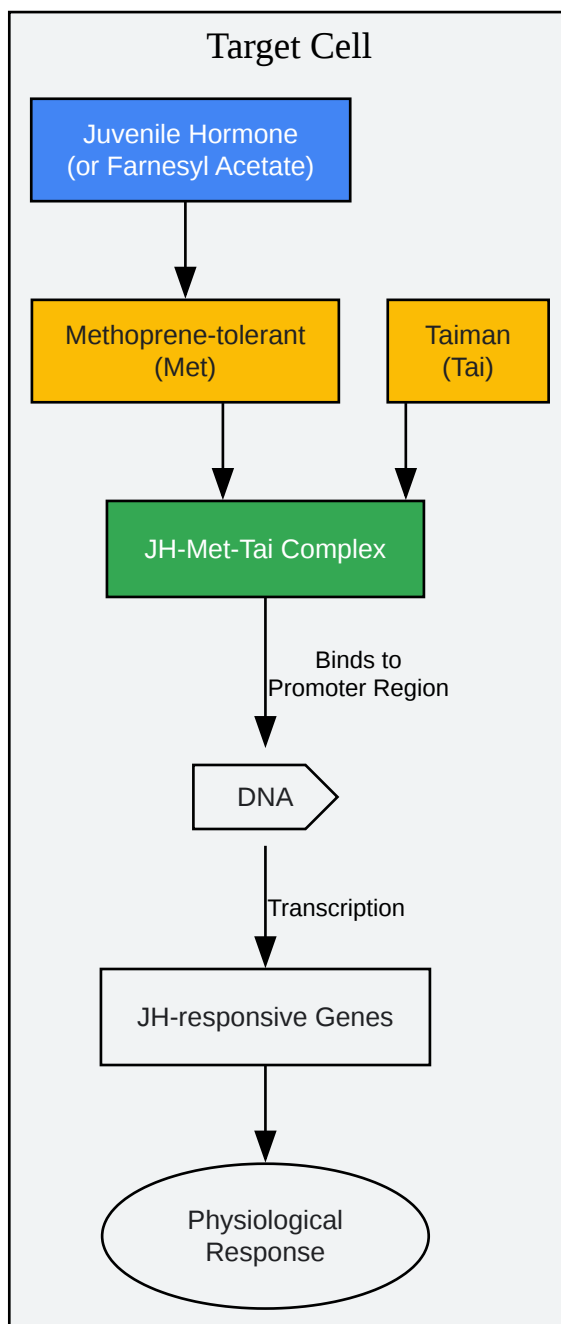 Target Cell
Juvenile Hormone
(or Farnesyl Acetate)
Methoprene-tolerant
(Met)
Taiman
(Tai)
JH-Met-Tai Complex
Binds to
Promoter Region
DNA
Transcription
JH-responsive Genes
Physiological
Response